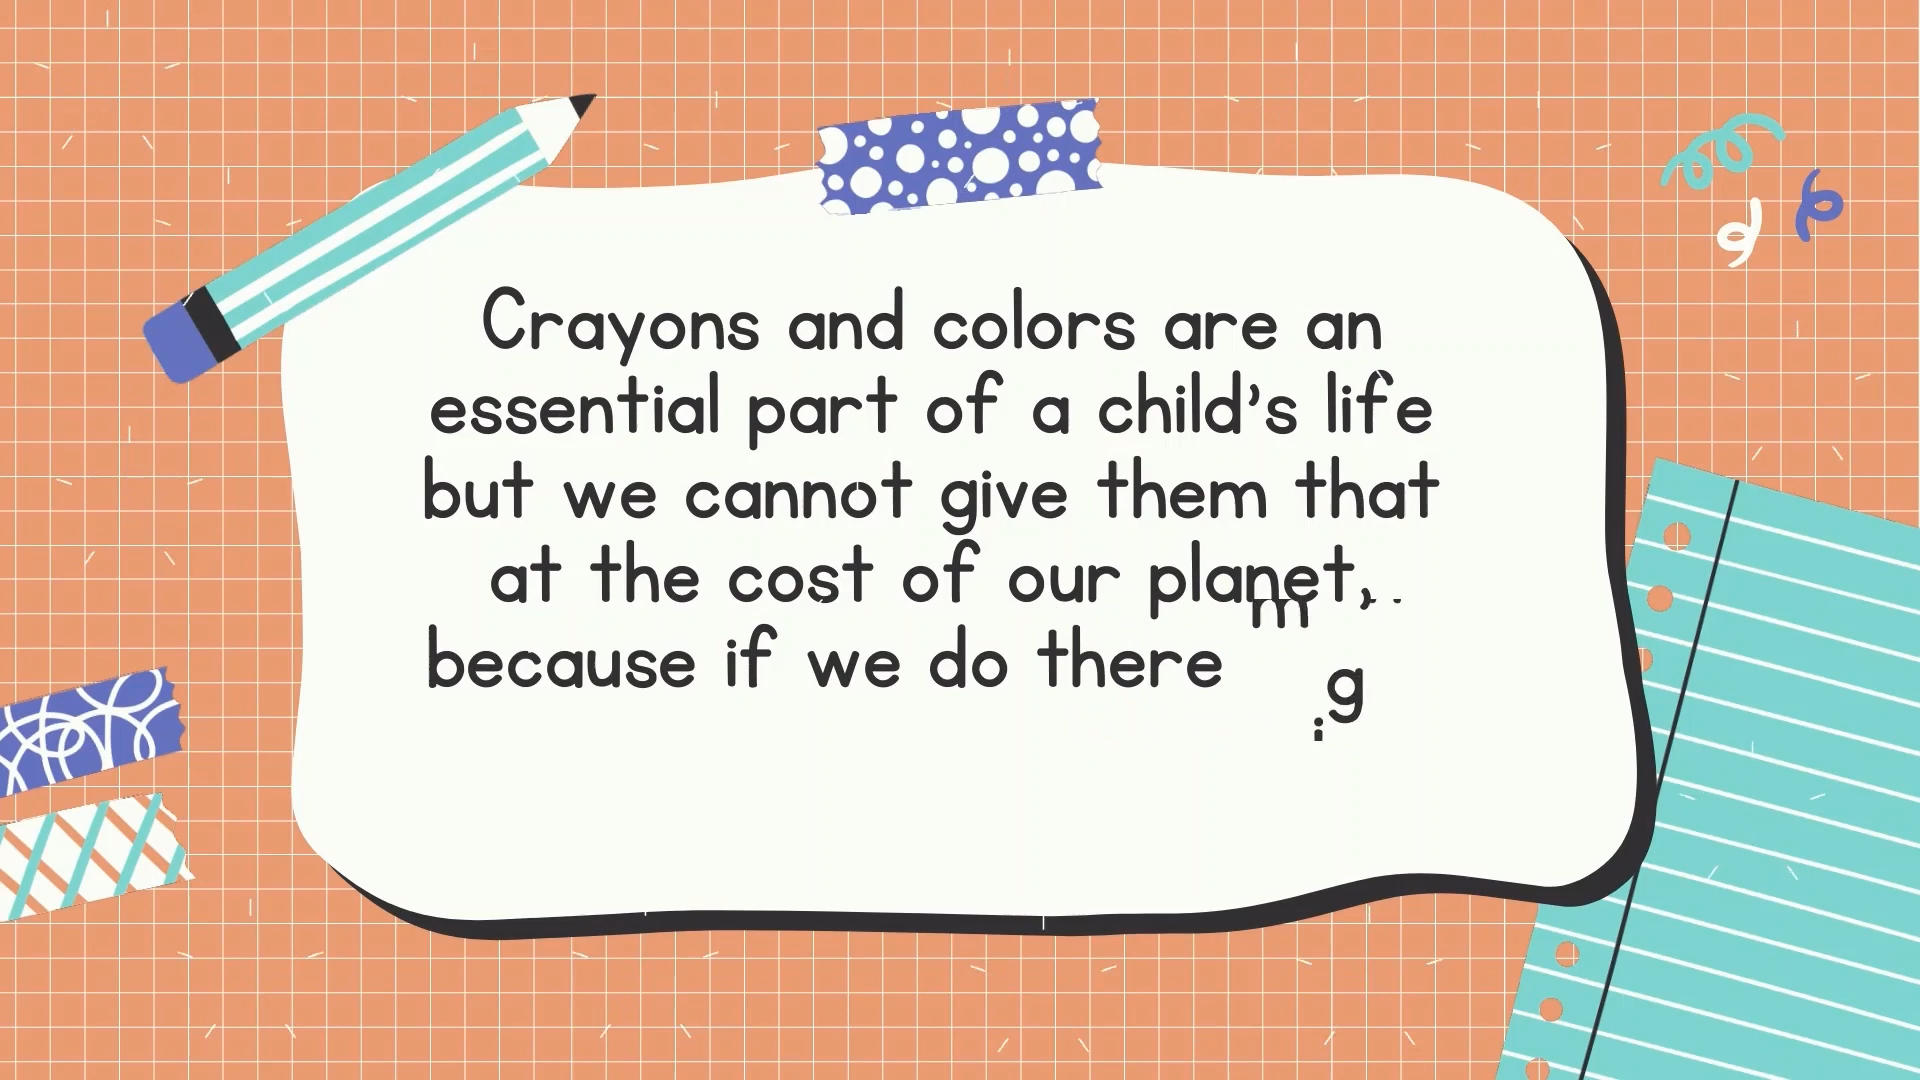 Crayons and colors are an
essential part of a child's life
but we cannot give them that
at the cost of our planet,
because if we do there